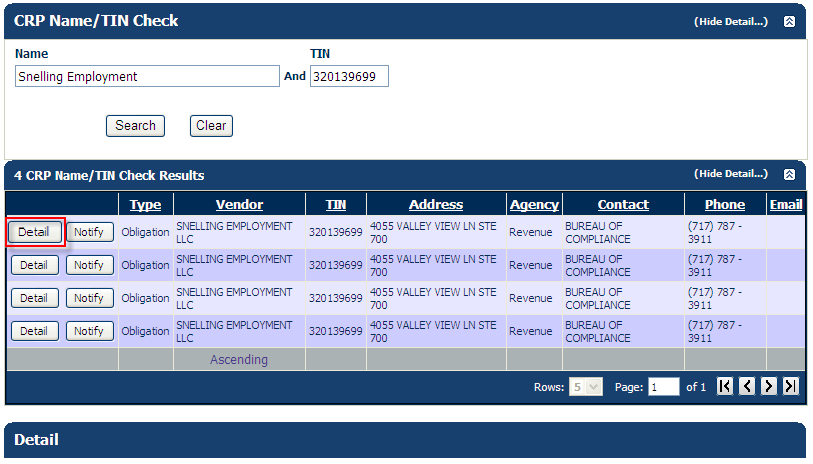 CRP Name/TIN Check (Hide Detail...)
Name TIN
Snelling Employment And 320139699
Search Clear
4 CRP Name/TIN Check Results (Hide Detail...)
Type Vendor TIN Address Agency Contact Phone Email
Detail Notify Obligation SNELLING EMPLOYMENT LLC 320139699 4055 VALLEY VIEW LN STE 700 Revenue BUREAU OF COMPLIANCE (717) 787 - 3911
Detail Notify Obligation SNELLING EMPLOYMENT LLC 320139699 4055 VALLEY VIEW LN STE 700 Revenue BUREAU OF COMPLIANCE (717) 787 - 3911
Detail Notify Obligation SNELLING EMPLOYMENT LLC 320139699 4055 VALLEY VIEW LN STE 700 Revenue BUREAU OF COMPLIANCE (717) 787 - 3911
Detail Notify Obligation SNELLING EMPLOYMENT LLC 320139699 4055 VALLEY VIEW LN STE 700 Revenue BUREAU OF COMPLIANCE (717) 787 - 3911
Ascending
Rows: 5 Page: 1 of 1
Detail